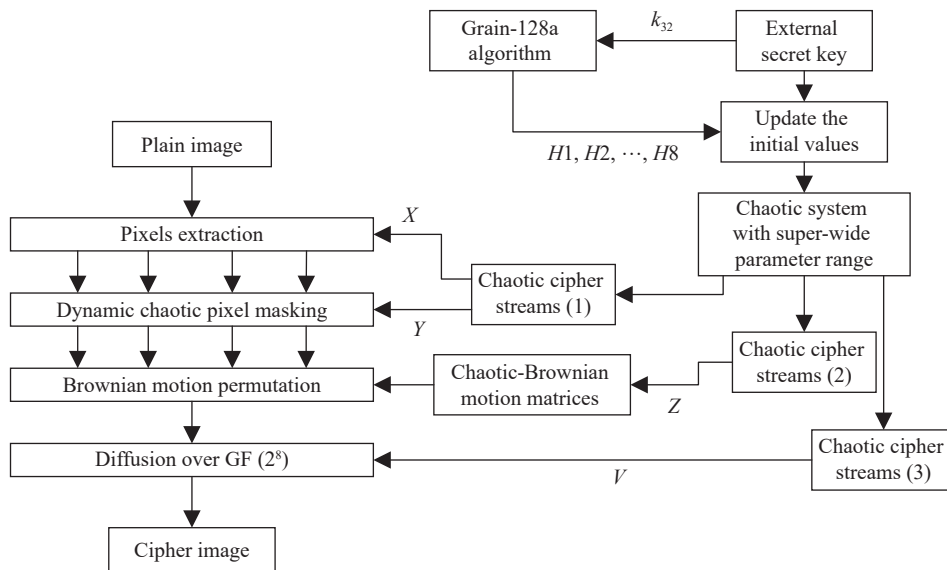 Grain-128a
algorithm
k₃₂
External
secret key
Update the
initial values
H1, H2, ⋯, H8
Plain image
Chaotic system
with super-wide
parameter range
X
Pixels extraction
Chaotic cipher
streams (1)
Dynamic chaotic pixel masking
Y
Chaotic cipher
streams (2)
Chaotic-Brownian
motion matrices
Brownian motion permutation
Z
Chaotic cipher
streams (3)
Diffusion over GF (2⁸)
V
Cipher image